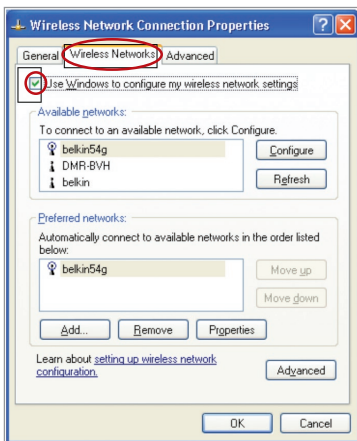 Wireless Network Connection Properties
General Wireless Networks Advanced
Use Windows to configure my wireless network settings
Available networks:
To connect to an available network, click Configure.
belkin54g
Configure
DMR-BVH
belkin
Refresh
Preferred networks:
Automatically connect to available networks in the order listed
below:
belkin54g
Move up
Move down
Add... Remove Properties
Learn about setting up wireless network
configuration.
Advanced
OK Cancel